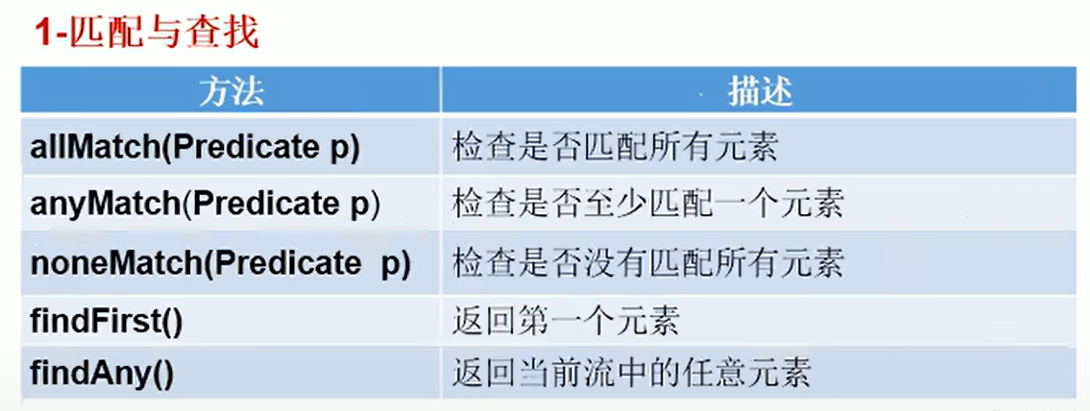 1-匹配与查找
方法 描述
allMatch(Predicate p) 检查是否匹配所有元素
anyMatch(Predicate p) 检查是否至少匹配一个元素
noneMatch(Predicate p) 检查是否没有匹配所有元素
findFirst() 返回第一个元素
findAny() 返回当前流中的任意元素